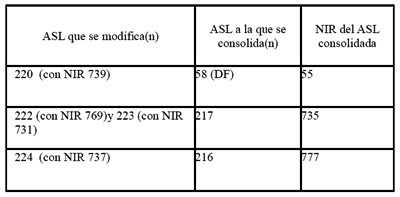 ASL que se modifica(n)
ASL a la que se
consolida(n)
NIR del ASL
consolidada
220 (con NIR 739)
58 (DF)
55
222 (con NIR 769)y 223 (con NIR
731)
217
735
224 (con NIR 737)
216
777